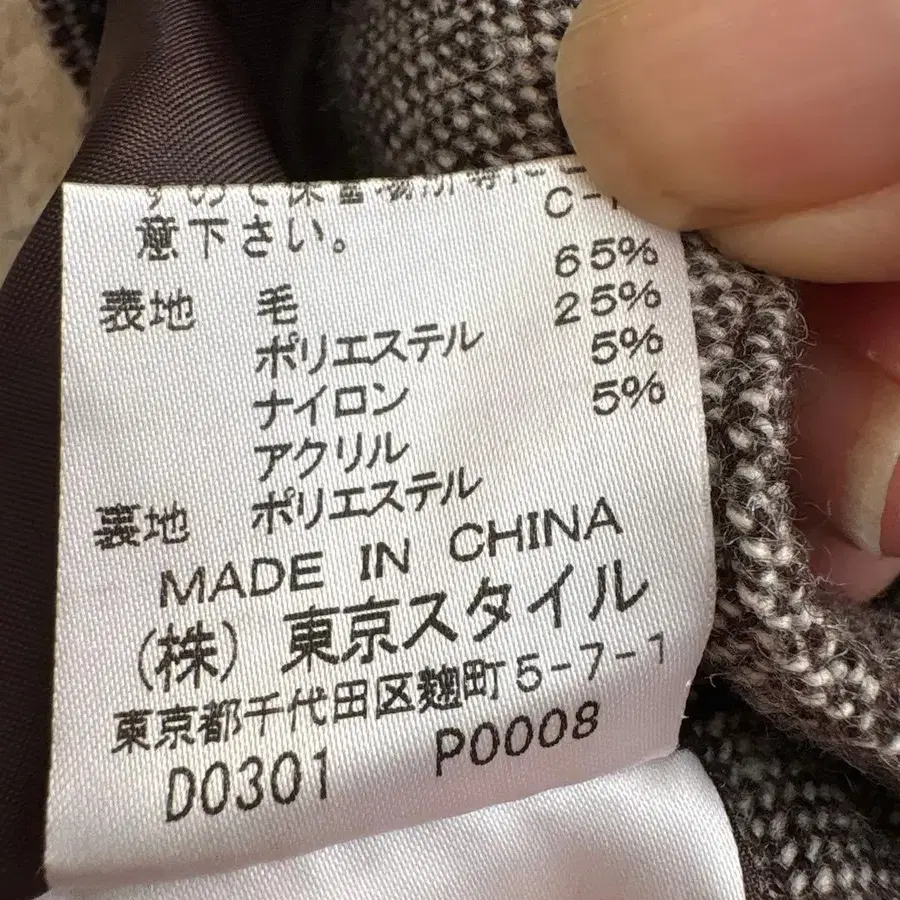 意下さい。
表地 毛 65%
ポリエステル 25%
ナイロン 5%
アクリル 5%
裏地 ポリエステル
MADE IN CHINA
(株) 東京スタイル
東京都千代田区麹町5-7-1
D0301 P0008